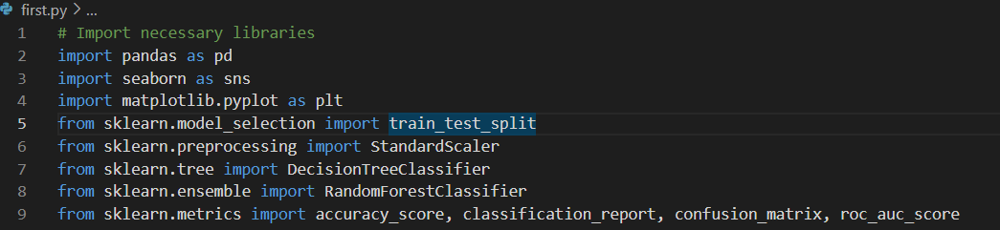 first.py > ...
1 # Import necessary libraries
2 import pandas as pd
3 import seaborn as sns
4 import matplotlib.pyplot as plt
5 from sklearn.model_selection import train_test_split
6 from sklearn.preprocessing import StandardScaler
7 from sklearn.tree import DecisionTreeClassifier
8 from sklearn.ensemble import RandomForestClassifier
9 from sklearn.metrics import accuracy_score, classification_report, confusion_matrix, roc_auc_score